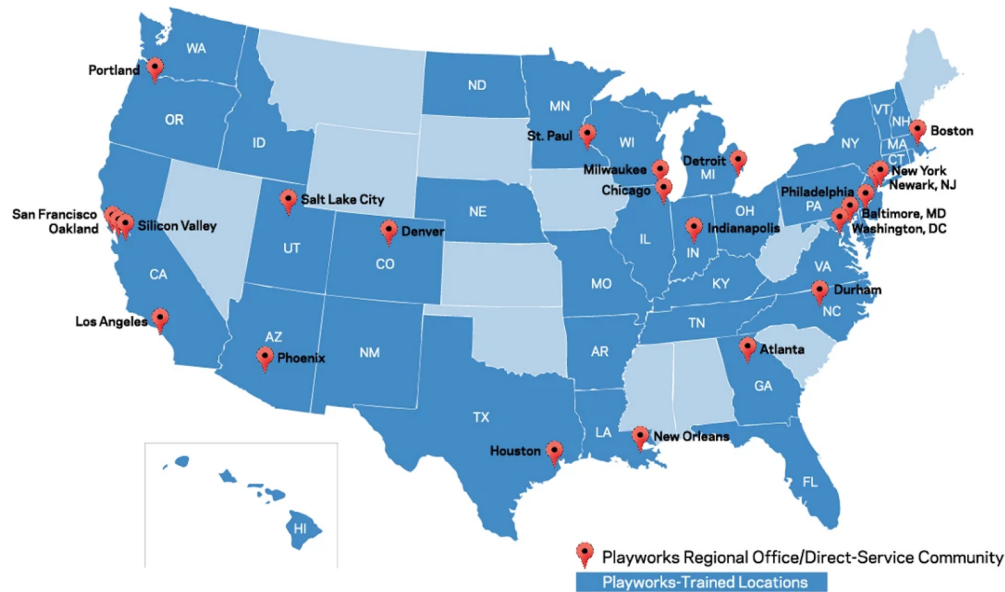 WA
Portland
OR
ID
ND
MN
St. Paul
WI
Milwaukee
Chicago
Detroit
MI
VT
NH
NY
MA
CT
Boston
New York
Newark, NJ
Philadelphia
PA
Baltimore, MD
Washington, DC
San Francisco
Oakland
Silicon Valley
Salt Lake City
UT
Denver
CO
NE
IL
Indianapolis
IN
OH
CA
MO
KY
VA
Durham
NC
Los Angeles
AZ
Phoenix
NM
AR
TN
Atlanta
GA
TX
Houston
LA
New Orleans
FL
HI
Playworks Regional Office/Direct-Service Community
Playworks-Trained Locations